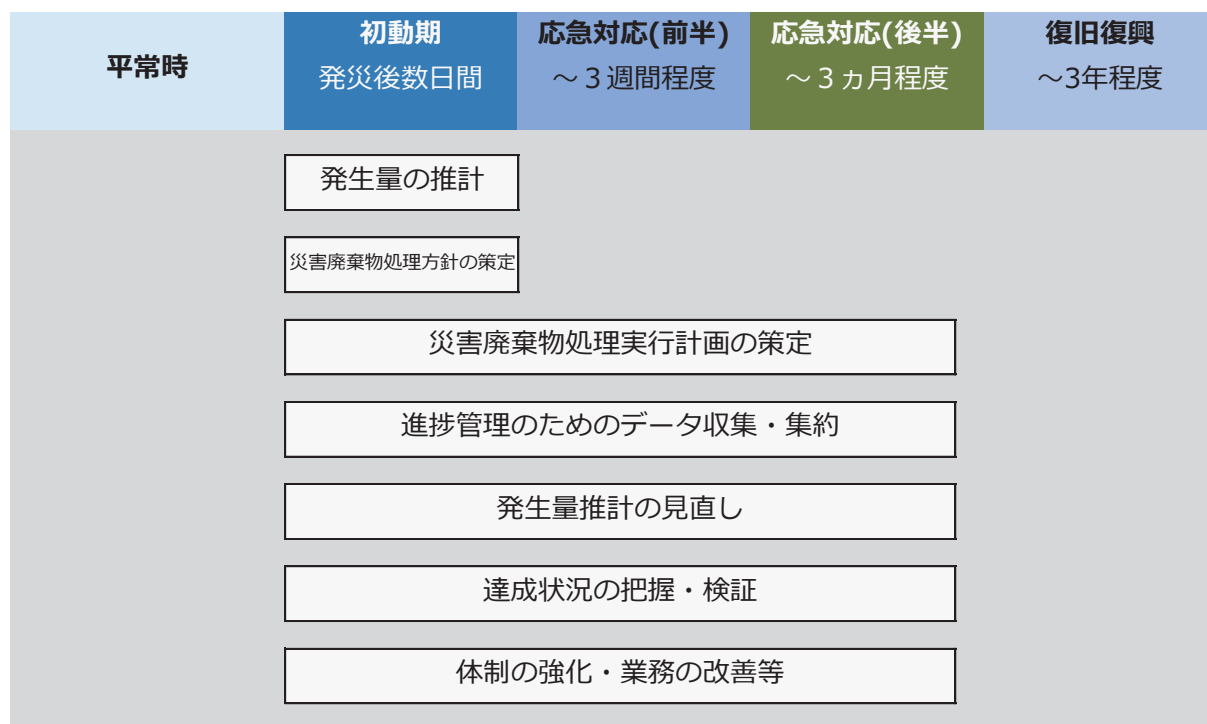 平常時
初動期
発災後数日間
応急対応(前半)
～３週間程度
応急対応(後半)
～３ヵ月程度
復旧復興
～3年程度
発生量の推計
災害廃棄物処理方針の策定
災害廃棄物処理実行計画の策定
進捗管理のためのデータ収集・集約
発生量推計の見直し
達成状況の把握・検証
体制の強化・業務の改善等